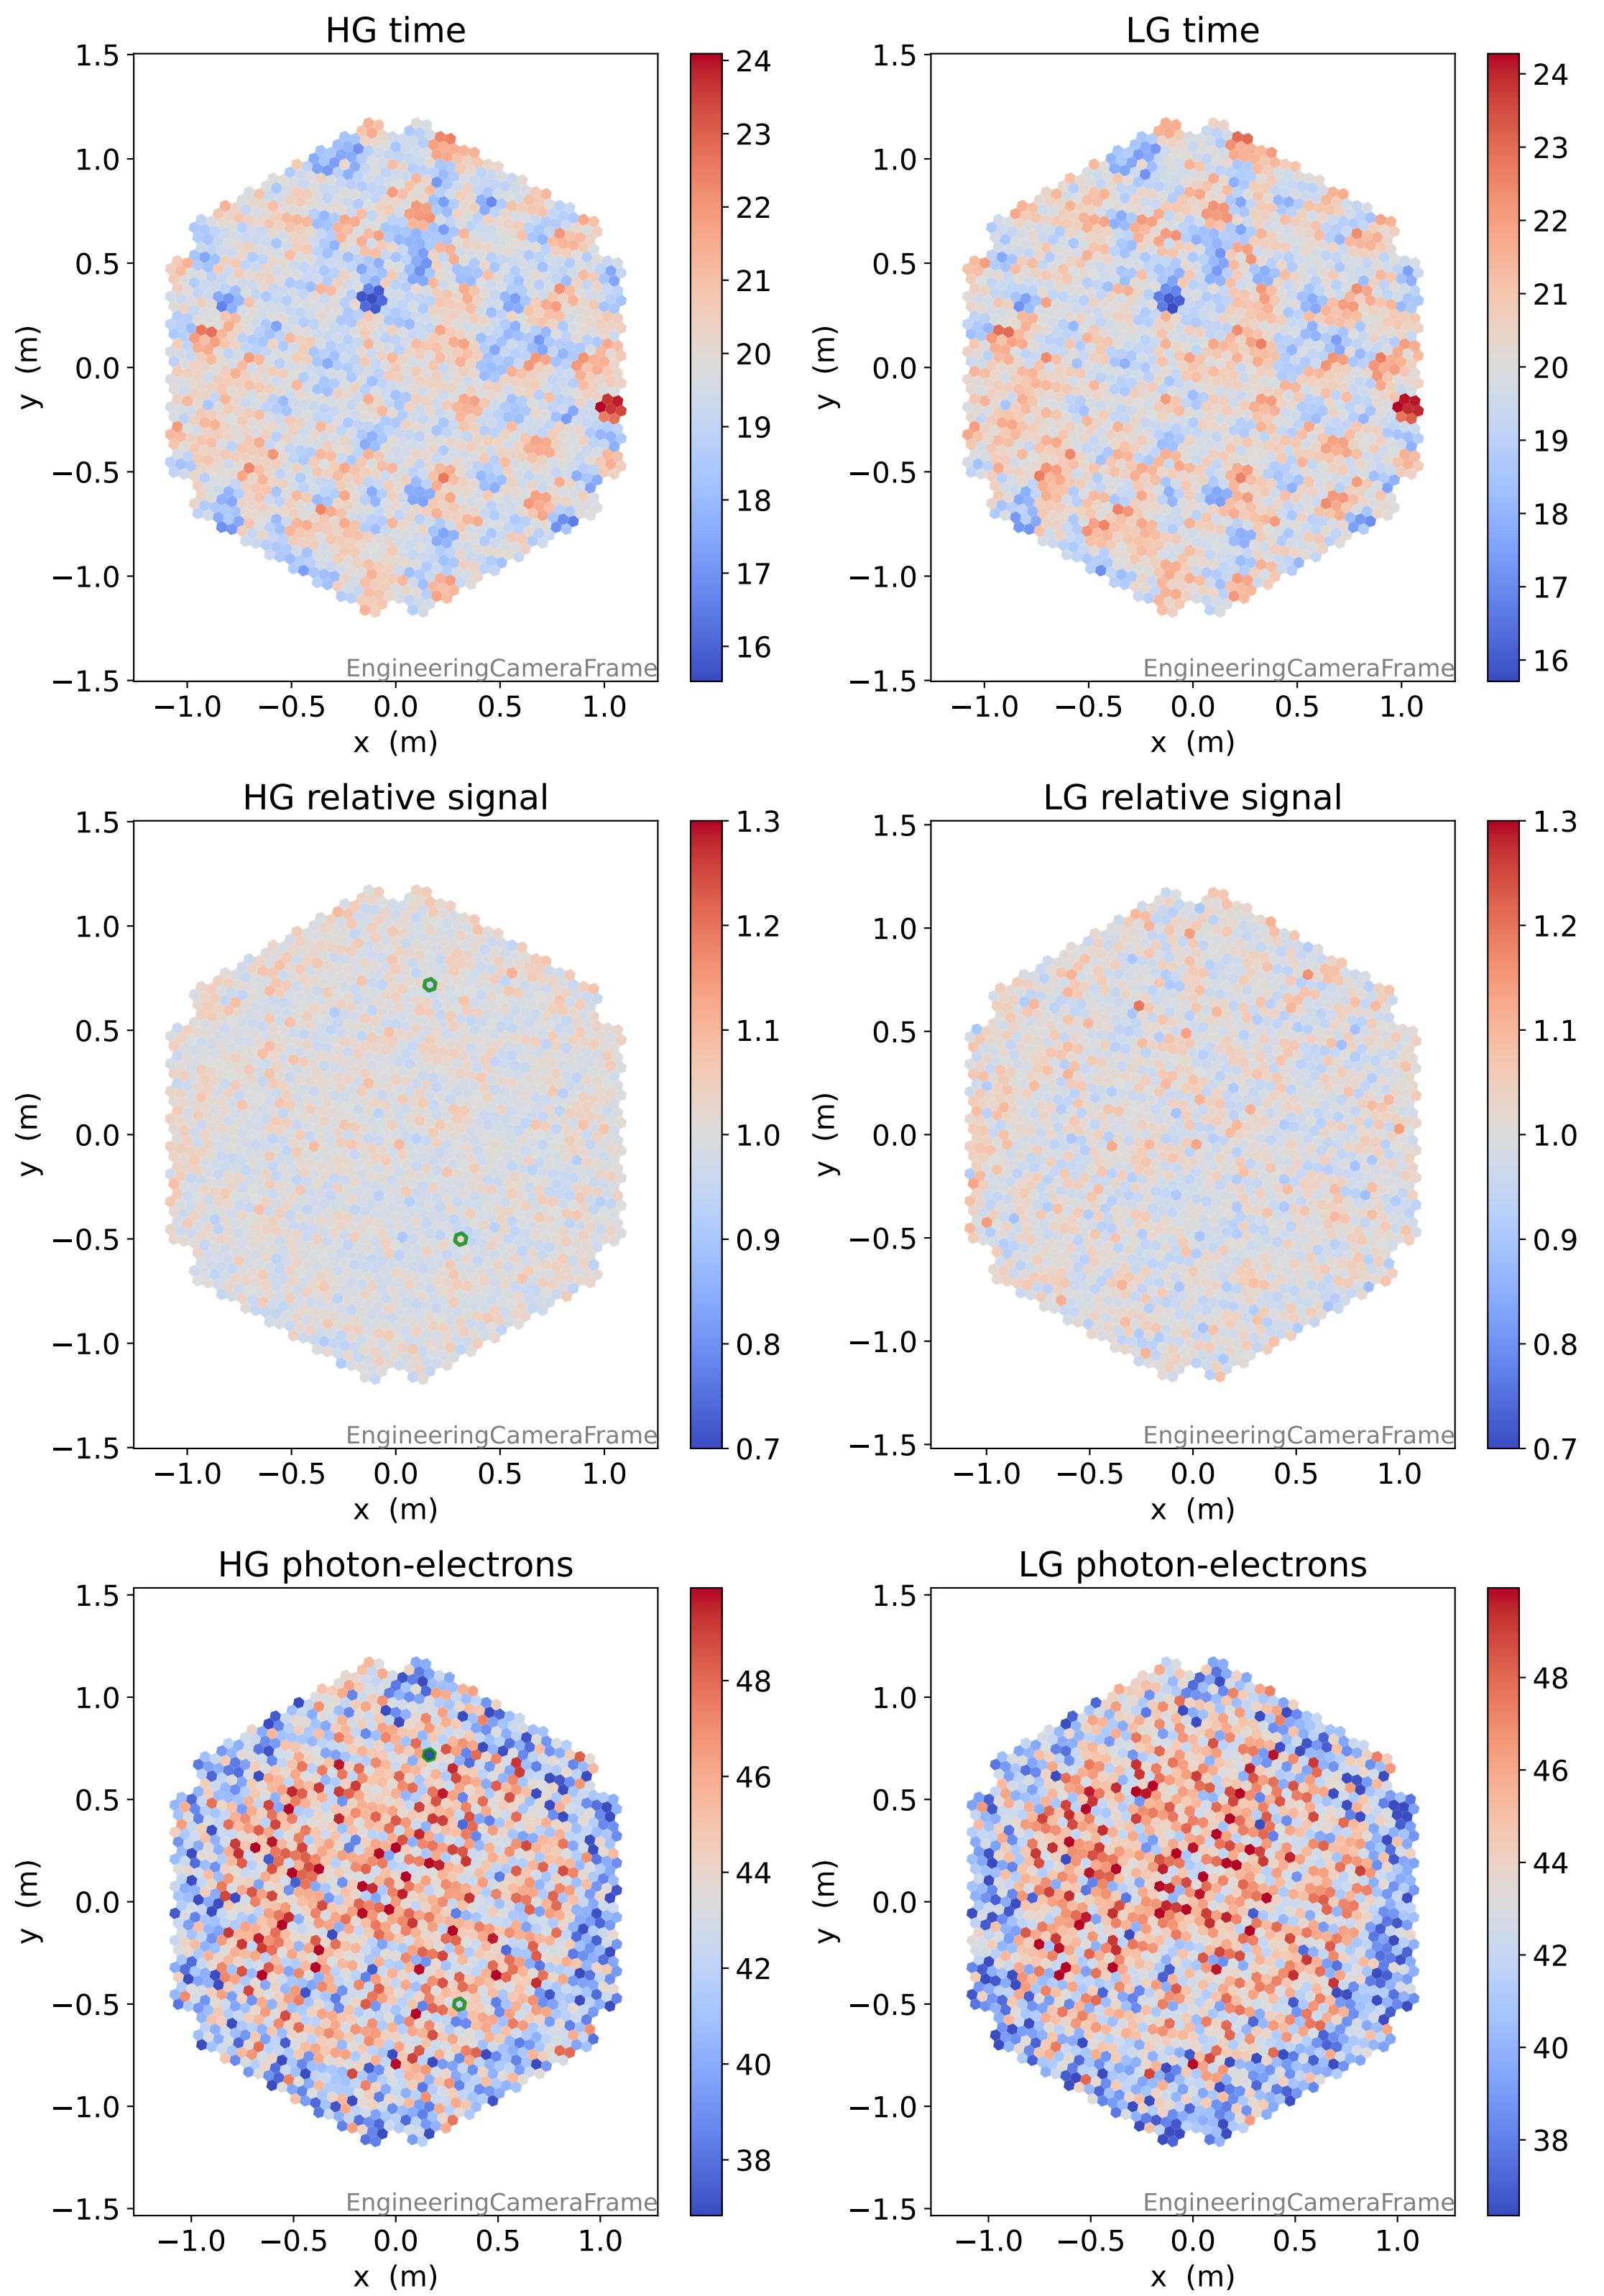 HG time
1.5
1.0
0.5
0.0
−0.5
−1.0
−1.5
y (m)
−1.0 −0.5 0.0 0.5 1.0
x (m)
EngineeringCameraFrame
24
23
22
21
20
19
18
17
16
LG time
1.5
1.0
0.5
0.0
−0.5
−1.0
−1.5
y (m)
−1.0 −0.5 0.0 0.5 1.0
x (m)
EngineeringCameraFrame
24
23
22
21
20
19
18
17
16
HG relative signal
1.5
1.0
0.5
0.0
−0.5
−1.0
−1.5
y (m)
−1.0 −0.5 0.0 0.5 1.0
x (m)
EngineeringCameraFrame
1.3
1.2
1.1
1.0
0.9
0.8
0.7
LG relative signal
1.5
1.0
0.5
0.0
−0.5
−1.0
−1.5
y (m)
−1.0 −0.5 0.0 0.5 1.0
x (m)
EngineeringCameraFrame
1.3
1.2
1.1
1.0
0.9
0.8
0.7
HG photon-electrons
1.5
1.0
0.5
0.0
−0.5
−1.0
−1.5
y (m)
−1.0 −0.5 0.0 0.5 1.0
x (m)
EngineeringCameraFrame
48
46
44
42
40
38
LG photon-electrons
1.5
1.0
0.5
0.0
−0.5
−1.0
−1.5
y (m)
−1.0 −0.5 0.0 0.5 1.0
x (m)
EngineeringCameraFrame
48
46
44
42
40
38